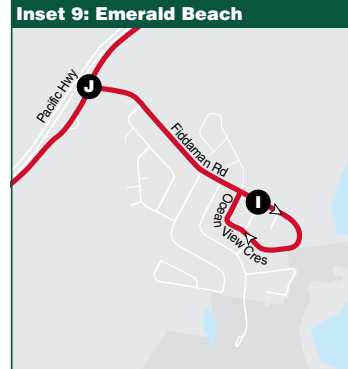 Inset 9: Emerald Beach
Pacific Hwy
J
Fiddaman Rd
I
Ocean
View Cres